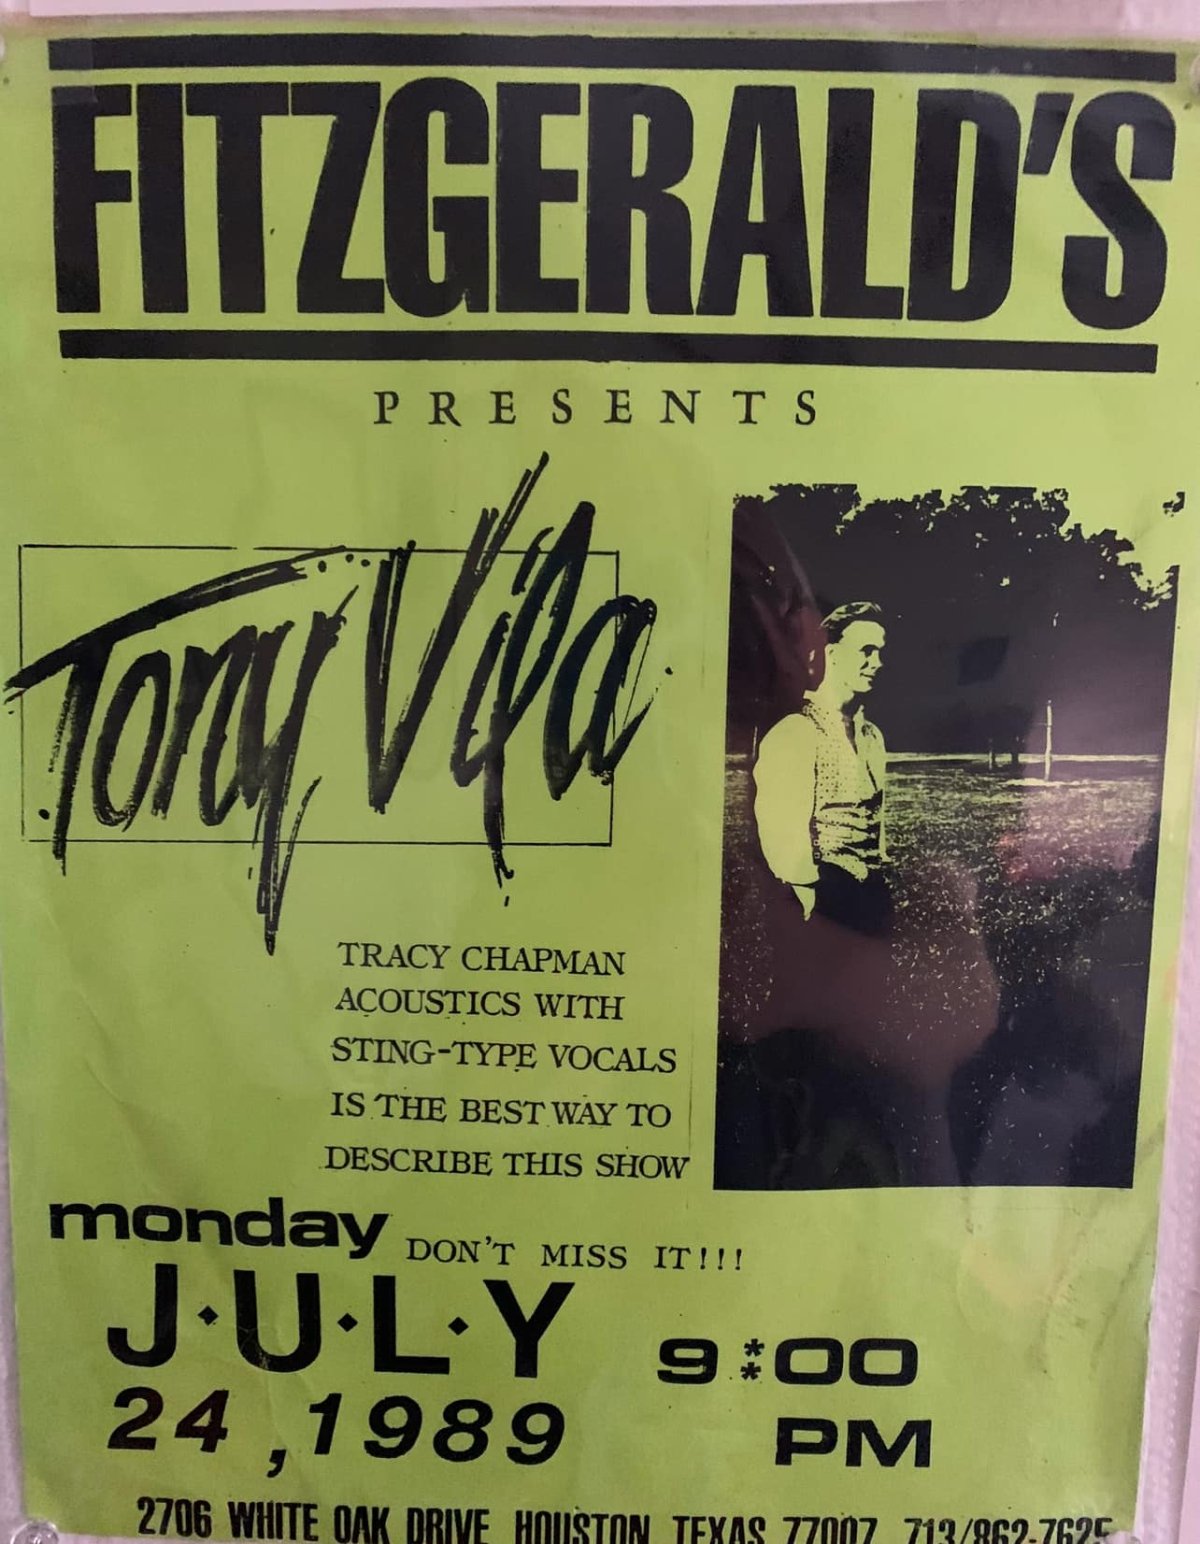 FITZGERALD'S
PRESENTS
Tony Vila
TRACY CHAPMAN
ACOUSTICS WITH
STING-TYPE VOCALS
IS THE BEST WAY TO
DESCRIBE THIS SHOW
monday DON'T MISS IT!!!
J·U·L·Y 9:00
24,1989 PM
2706 WHITE OAK DRIVE HOUSTON TEXAS 77007 713/862-7625